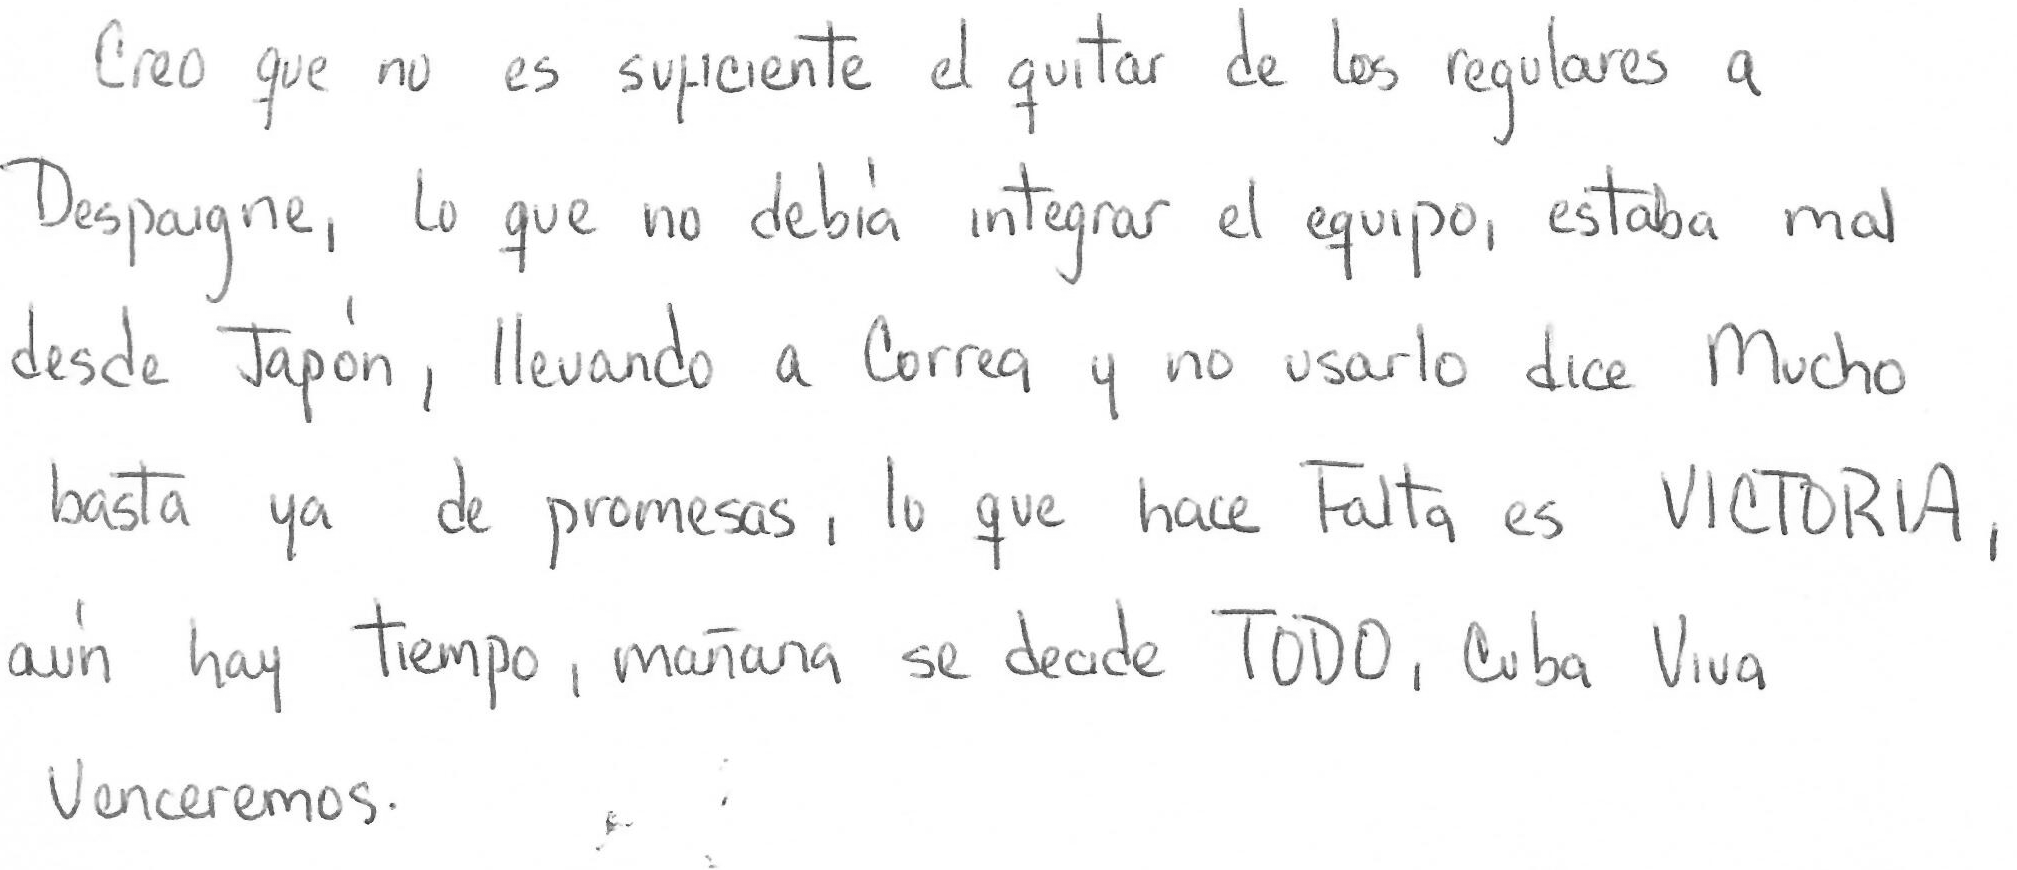 Creo que no es suficiente el quitar de los regulares a
Despaigne, lo que no debía integrar el equipo, estaba mal
desde Japón, llevando a Correa y no usarlo dice Mucho
basta ya de promesas, lo que hace Falta es VICTORIA,
aún hay tiempo, mañana se decide TODO, Cuba Viva
Venceremos.